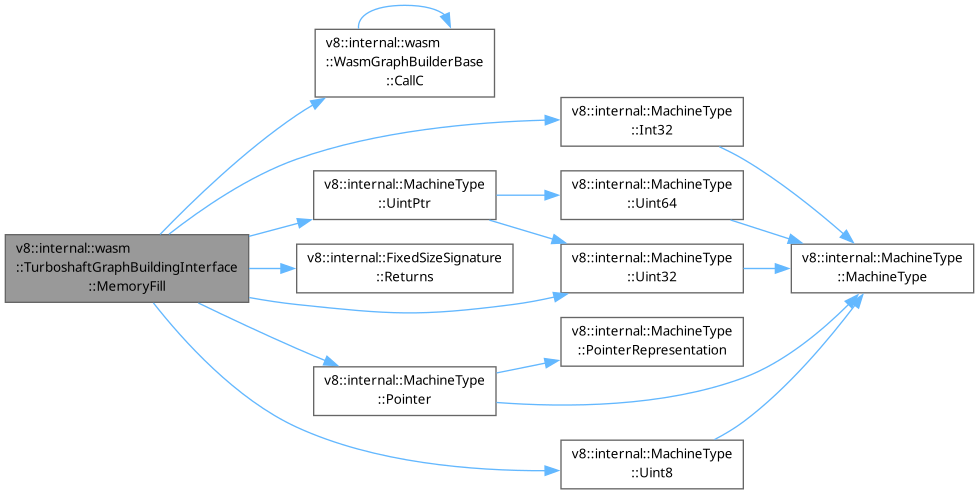 v8::internal::wasm
::WasmGraphBuilderBase
::CallC
v8::internal::MachineType
::Int32
v8::internal::MachineType
::UintPtr
v8::internal::MachineType
::Uint64
v8::internal::wasm
::TurboshaftGraphBuildingInterface
::MemoryFill
v8::internal::FixedSizeSignature
::Returns
v8::internal::MachineType
::Uint32
v8::internal::MachineType
::MachineType
v8::internal::MachineType
::PointerRepresentation
v8::internal::MachineType
::Pointer
v8::internal::MachineType
::Uint8